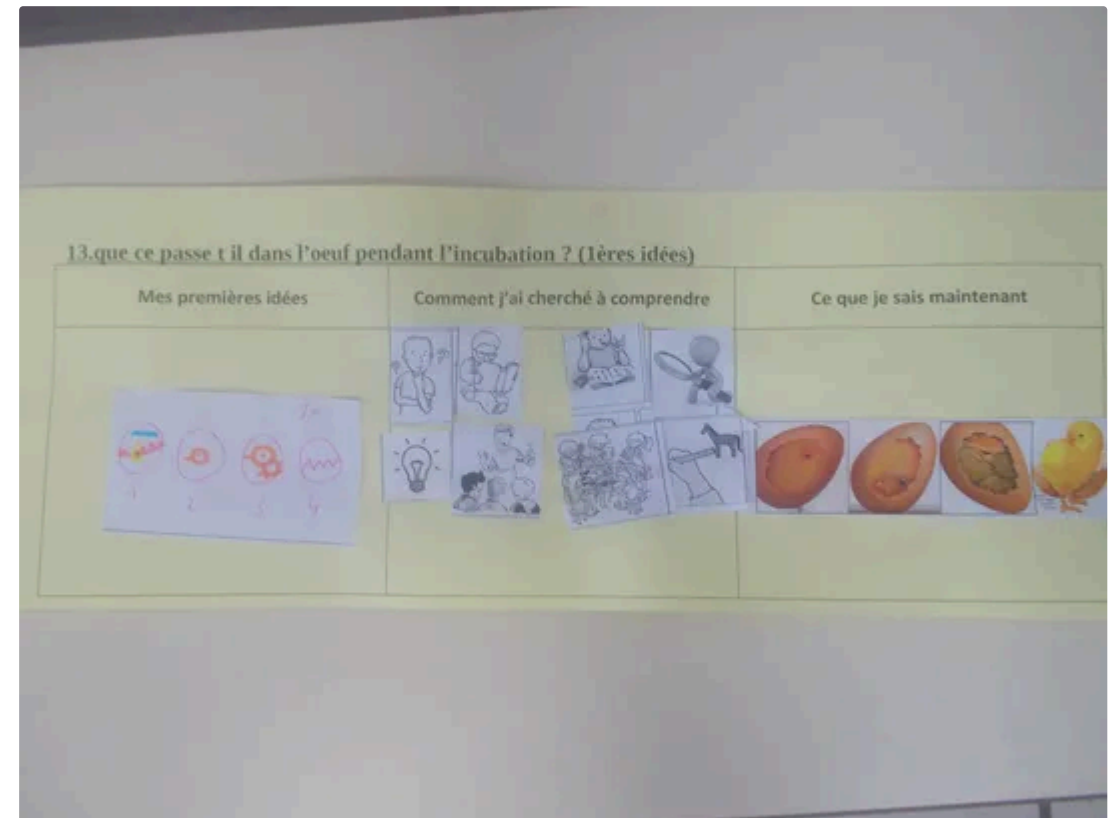 13.que ce passe t il dans l'oeuf pendant l'incubation ? (1ères idées)
Mes premières idées
Comment j'ai cherché à comprendre
Ce que je sais maintenant
1
2
3
4